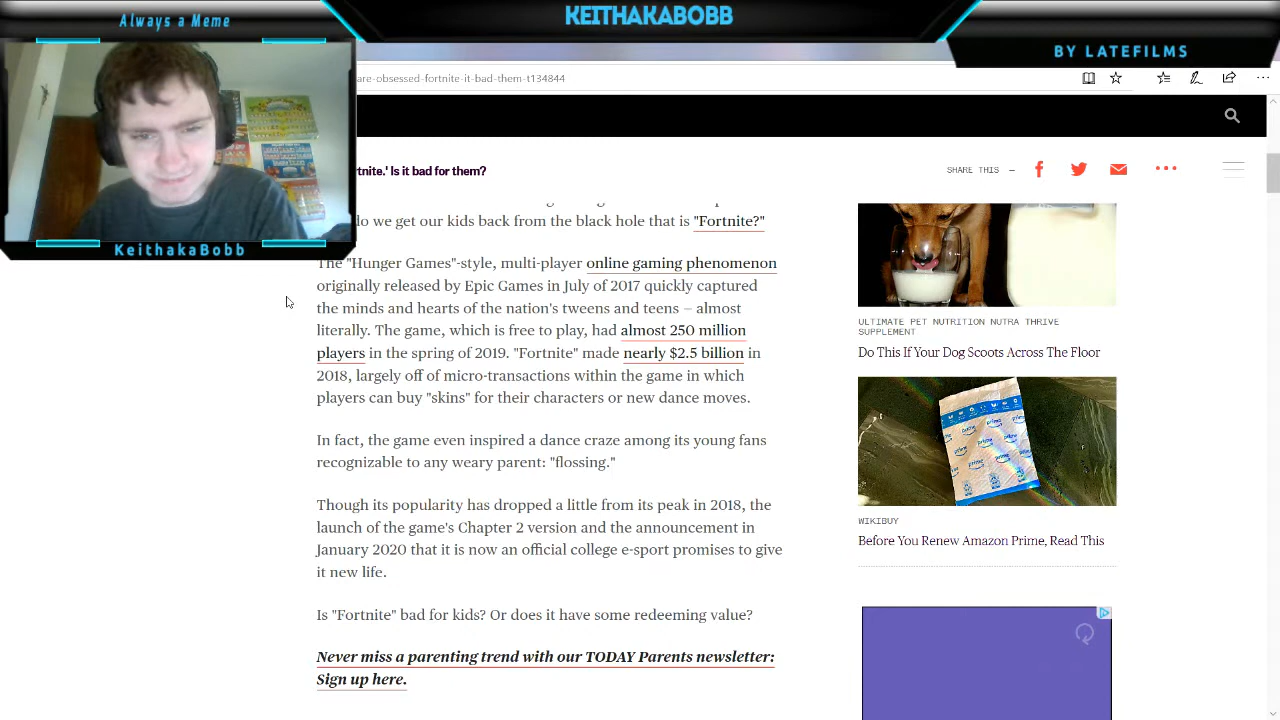 Always a Meme
KEITHAKABOBB
BY LATEFILMS
are-obsessed-fortnite-it-bad-them-t134844
KeithakaBobb
tnite.' Is it bad for them?
SHARE THIS –
do we get our kids back from the black hole that is "Fortnite?"
The "Hunger Games"-style, multi-player online gaming phenomenon
originally released by Epic Games in July of 2017 quickly captured
the minds and hearts of the nation's tweens and teens — almost
literally. The game, which is free to play, had almost 250 million
players in the spring of 2019. "Fortnite" made nearly $2.5 billion in
2018, largely off of micro-transactions within the game in which
players can buy "skins" for their characters or new dance moves.
In fact, the game even inspired a dance craze among its young fans
recognizable to any weary parent: "flossing."
Though its popularity has dropped a little from its peak in 2018, the
launch of the game's Chapter 2 version and the announcement in
January 2020 that it is now an official college e-sport promises to give
it new life.
Is "Fortnite" bad for kids? Or does it have some redeeming value?
Never miss a parenting trend with our TODAY Parents newsletter:
Sign up here.
ULTIMATE PET NUTRITION NUTRA THRIVE
SUPPLEMENT
Do This If Your Dog Scoots Across The Floor
prime
WIKIBUY
Before You Renew Amazon Prime, Read This